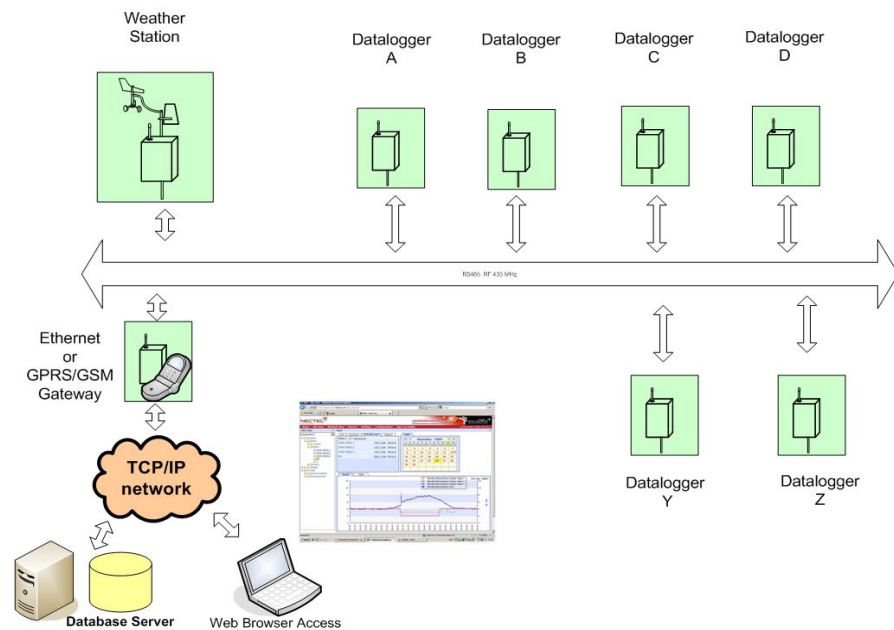 Weather
Station
Datalogger
A
Datalogger
B
Datalogger
C
Datalogger
D
RS485 RF 433 MHz
Ethernet
or
GPRS/GSM
Gateway
TCP/IP
network
NECTEC
Datalogger
Y
Datalogger
Z
Database Server
Web Browser Access